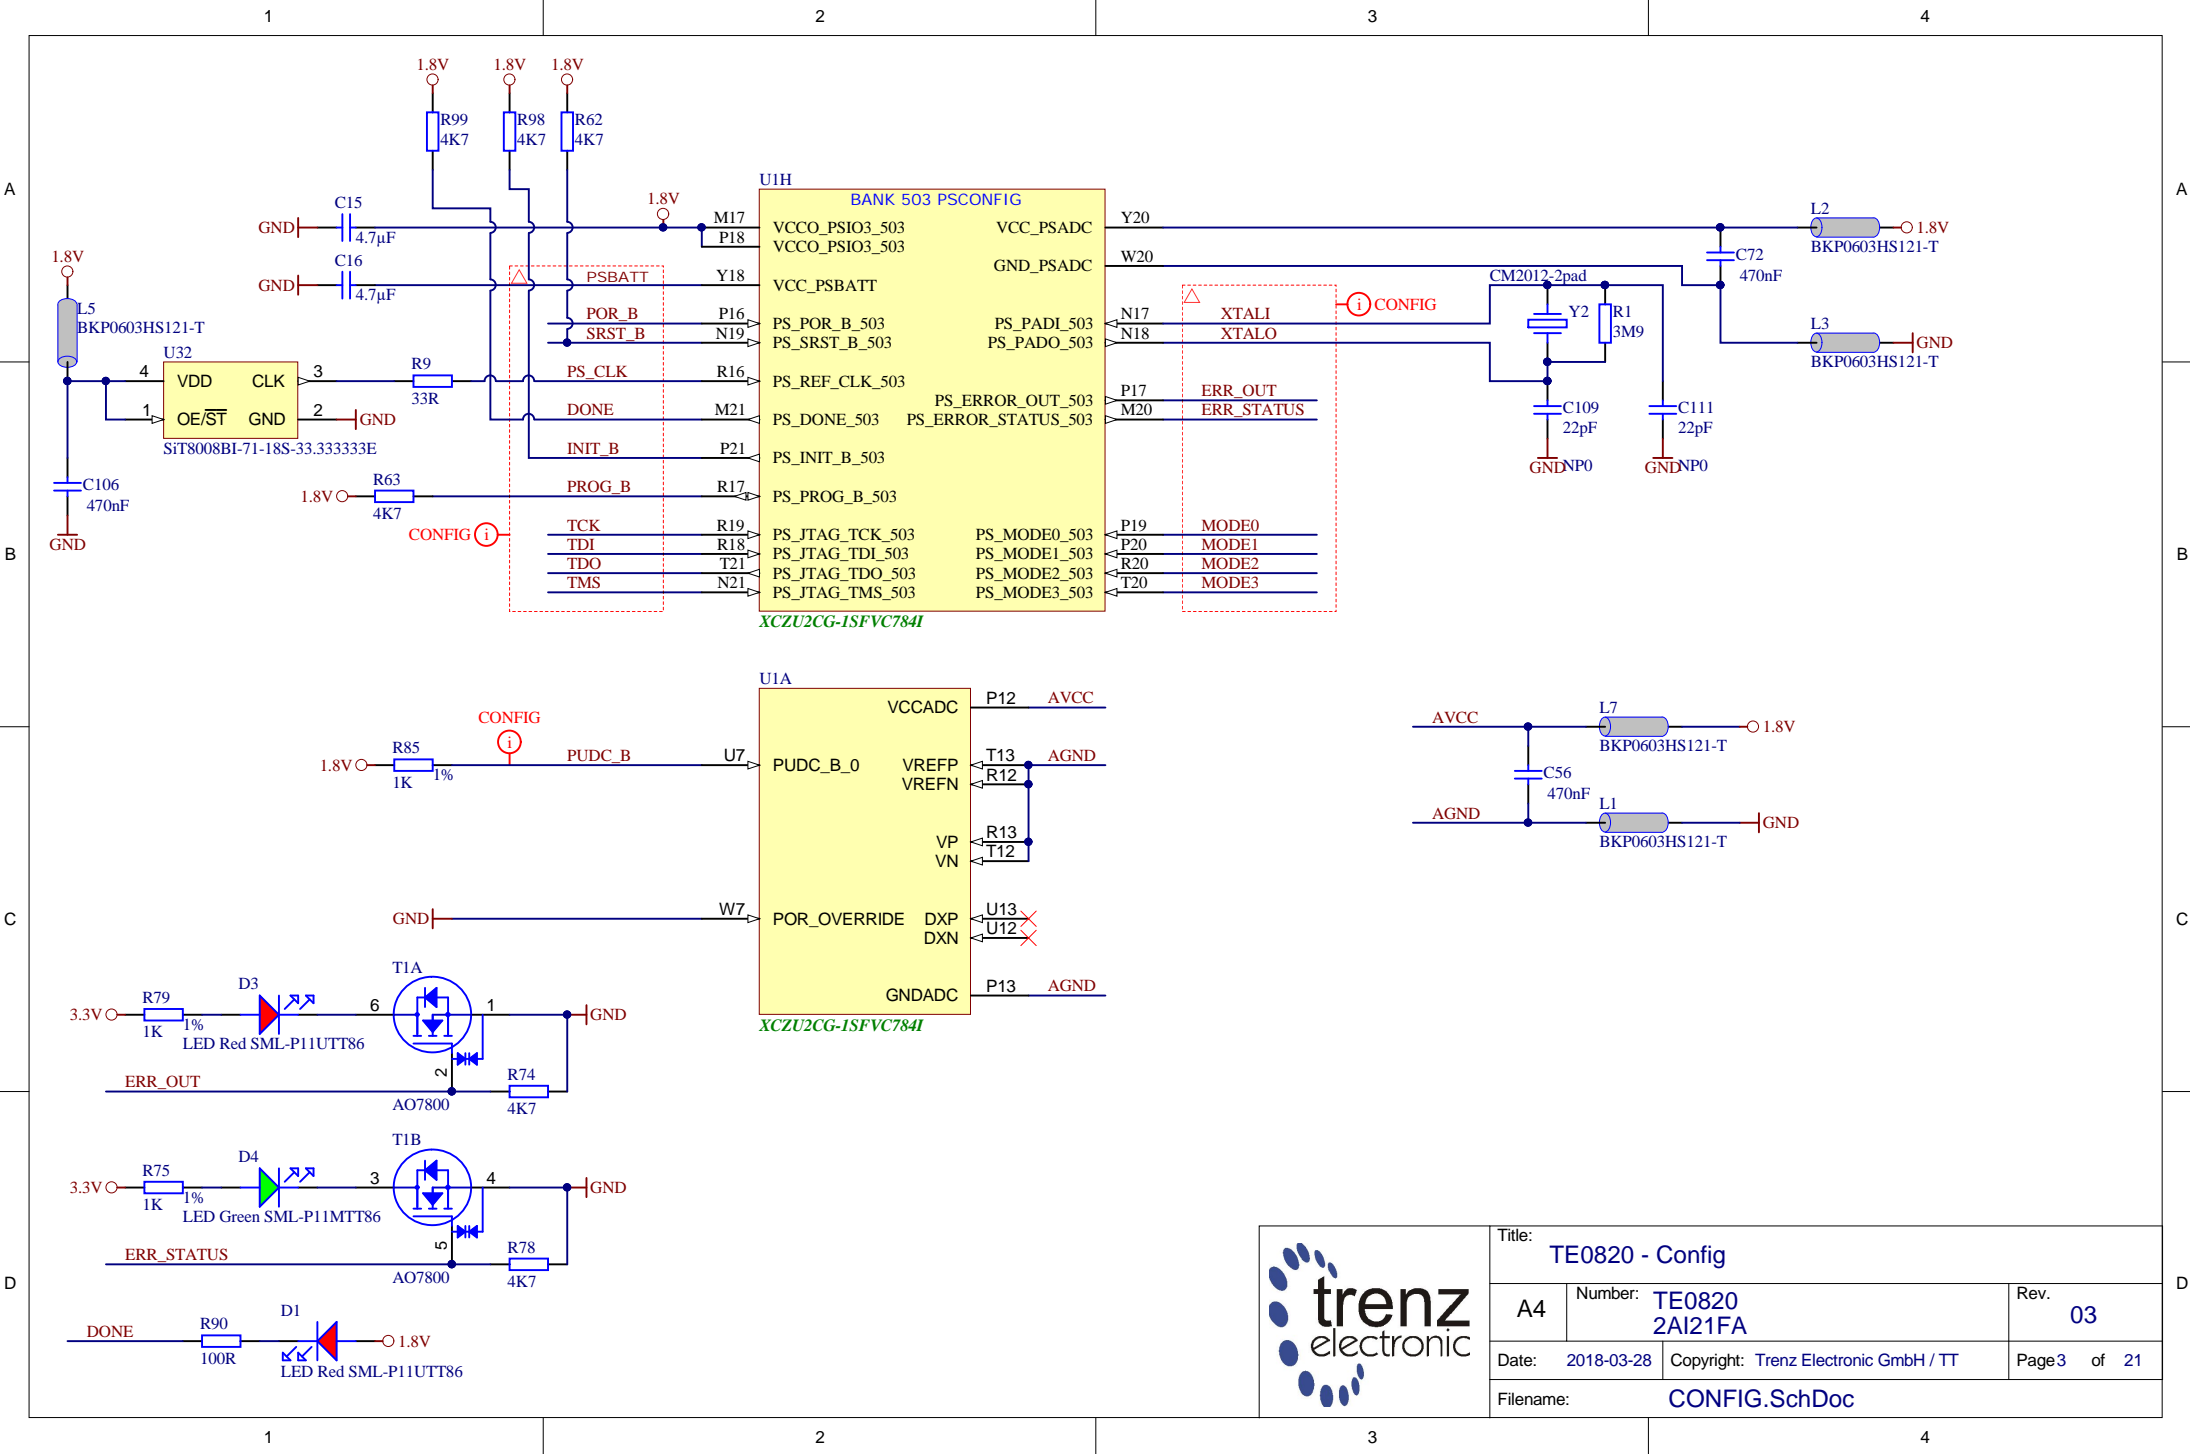 1
2
3
4
A
A
1.8V
1.8V
1.8V
R99
4K7
R98
4K7
R62
4K7
C15
GND
4.7µF
1.8V
C16
GND
4.7µF
1.8V
L5
BKP0603HS121-T
U32
4
VDD
CLK
3
1
OE/ST
GND
2
GND
SiT8008BI-71-18S-33.333333E
C106
470nF
GND
R9
33R
1.8V
R63
4K7
CONFIG
i
PSBATT
POR_B
SRST_B
PS_CLK
DONE
INIT_B
PROG_B
TCK
TDI
TDO
TMS
U1H
BANK 503 PSCONFIG
M17
VCCO_PSIO3_503
P18
VCCO_PSIO3_503
Y18
VCC_PSBATT
P16
PS_POR_B_503
N19
PS_SRST_B_503
R16
PS_REF_CLK_503
M21
PS_DONE_503
P21
PS_INIT_B_503
R17
PS_PROG_B_503
R19
PS_JTAG_TCK_503
R18
PS_JTAG_TDI_503
T21
PS_JTAG_TDO_503
N21
PS_JTAG_TMS_503
VCC_PSADC
Y20
GND_PSADC
W20
PS_PADI_503
N17
XTALI
PS_PADO_503
N18
XTALO
PS_ERROR_OUT_503
P17
ERR_OUT
PS_ERROR_STATUS_503
M20
ERR_STATUS
PS_MODE0_503
P19
MODE0
PS_MODE1_503
P20
MODE1
PS_MODE2_503
R20
MODE2
PS_MODE3_503
T20
MODE3
XCZU2CG-1SFVC784I
i
CONFIG
CM2012-2pad
Y2
R1
3M9
C109
22pF
GND
NP0
C111
22pF
GND
NP0
C72
470nF
L2
1.8V
BKP0603HS121-T
L3
GND
BKP0603HS121-T
B
B
U1A
VCCADC
P12
AVCC
U7
PUDC_B_0
VREFP
T13
AGND
VREFN
R12
VP
R13
VN
T12
W7
POR_OVERRIDE
DXP
U13
DXN
U12
GNDADC
P13
AGND
XCZU2CG-1SFVC784I
CONFIG
i
1.8V
R85
1K
1%
PUDC_B
GND
AVCC
L7
1.8V
BKP0603HS121-T
C56
470nF
AGND
L1
GND
BKP0603HS121-T
C
C
3.3V
R79
1K
1%
D3
LED Red SML-P11UTT86
T1A
6
1
2
GND
ERR_OUT
R74
4K7
AO7800
3.3V
R75
1K
1%
D4
LED Green SML-P11MTT86
T1B
3
4
5
GND
ERR_STATUS
R78
4K7
AO7800
DONE
R90
100R
D1
1.8V
LED Red SML-P11UTT86
D
D
trenz
electronic
Title:
TE0820 - Config
A4
Number:
TE0820
2AI21FA
Rev.
03
Date: 2018-03-28
Copyright: Trenz Electronic GmbH / TT
Page 3 of 21
Filename:
CONFIG.SchDoc
1
2
3
4